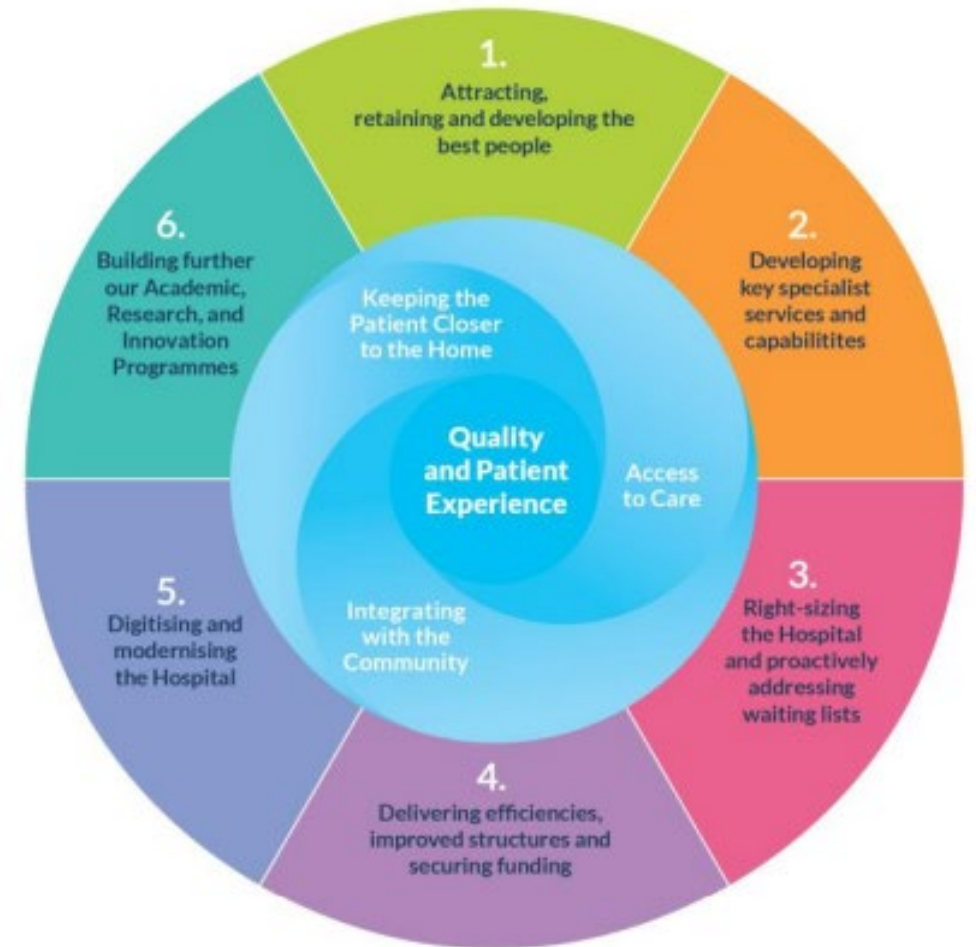 1.
Attracting,
retaining and developing the
best people
2.
Developing
key specialist
services and
capabilitites
3.
Right-sizing
the Hospital
and proactively
addressing
waiting lists
4.
Delivering efficiencies,
improved structures and
securing funding
5.
Digitising and
modernising
the Hospital
6.
Building further
our Academic,
Research, and
Innovation
Programmes
Keeping the
Patient Closer
to the Home
Access
to Care
Integrating
with the
Community
Quality
and Patient
Experience